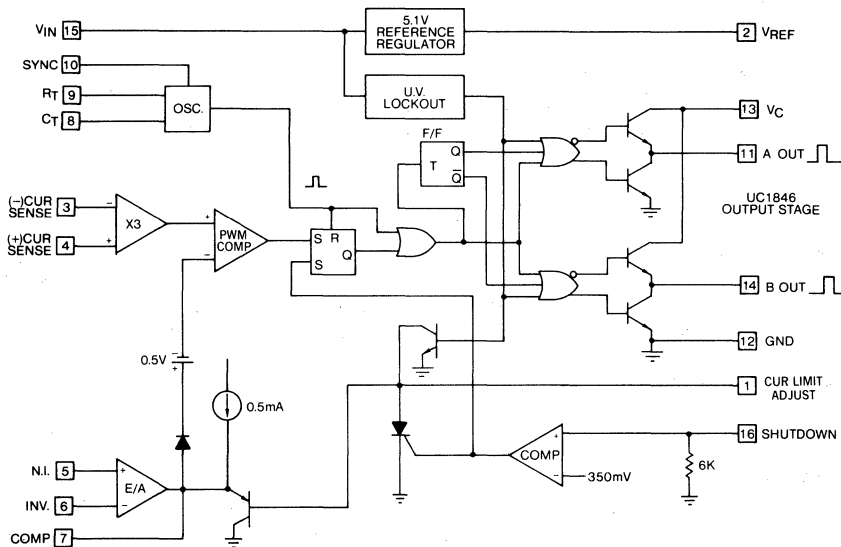 VIN 15
5.1V
REFERENCE
REGULATOR
2 VREF
SYNC 10
RT 9
CT 8
OSC.
U.V.
LOCKOUT
13 VC
F/F
T
Q
Q̅
11 A OUT
UC1846
OUTPUT STAGE
(-)CUR
SENSE 3
(+)CUR
SENSE 4
-
+
X3
+
-
PWM
COMP
S R
Q
S
14 B OUT
12 GND
0.5V
-
+
0.5mA
1 CUR LIMIT
ADJUST
16 SHUTDOWN
COMP
+
-
350mV
6K
N.I. 5
INV. 6
+
-
E/A
COMP 7